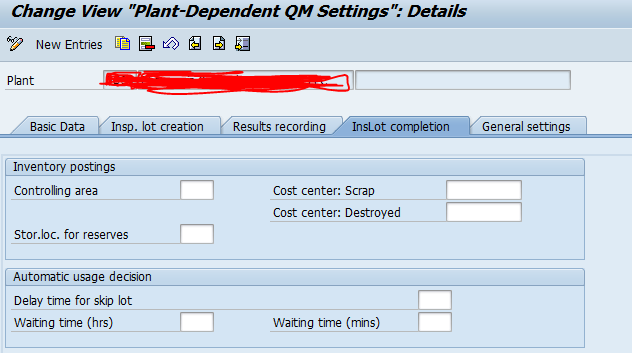 Change View "Plant-Dependent QM Settings": Details
New Entries
Plant
Basic Data Insp. lot creation Results recording InsLot completion General settings
Inventory postings
Controlling area Cost center: Scrap
Cost center: Destroyed
Stor.loc. for reserves
Automatic usage decision
Delay time for skip lot
Waiting time (hrs) Waiting time (mins)